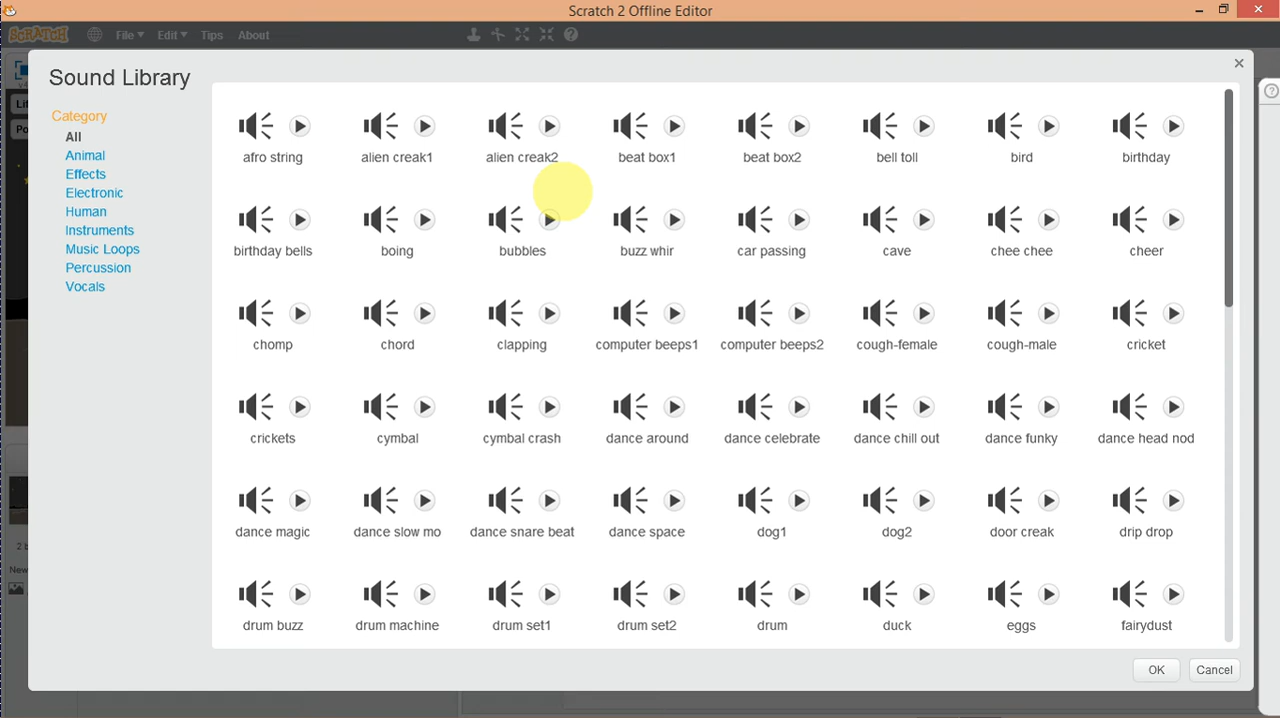 Scratch 2 Offline Editor
SCRATCH File Edit Tips About
Sound Library
Category
All
Animal
Effects
Electronic
Human
Instruments
Music Loops
Percussion
Vocals
afro string alien creak1 alien creak2 beat box1 beat box2 bell toll bird birthday
birthday bells boing bubbles buzz whir car passing cave chee chee cheer
chomp chord clapping computer beeps1 computer beeps2 cough-female cough-male cricket
crickets cymbal cymbal crash dance around dance celebrate dance chill out dance funky dance head nod
dance magic dance slow mo dance snare beat dance space dog1 dog2 door creak drip drop
drum buzz drum machine drum set1 drum set2 drum duck eggs fairydust
OK Cancel